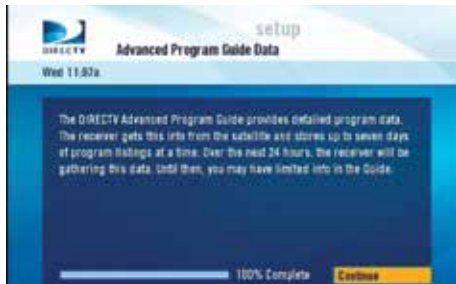 setup
DIRECTV
Advanced Program Guide Data
Wed 11:07a
The DIRECTV Advanced Program Guide provides detailed program data.
The receiver gets this info from the satellite and stores up to seven days
of program listings at a time. Over the next 24 hours, the receiver will be
gathering this data. Until then, you may have limited info in the Guide.
100% Complete
Continue